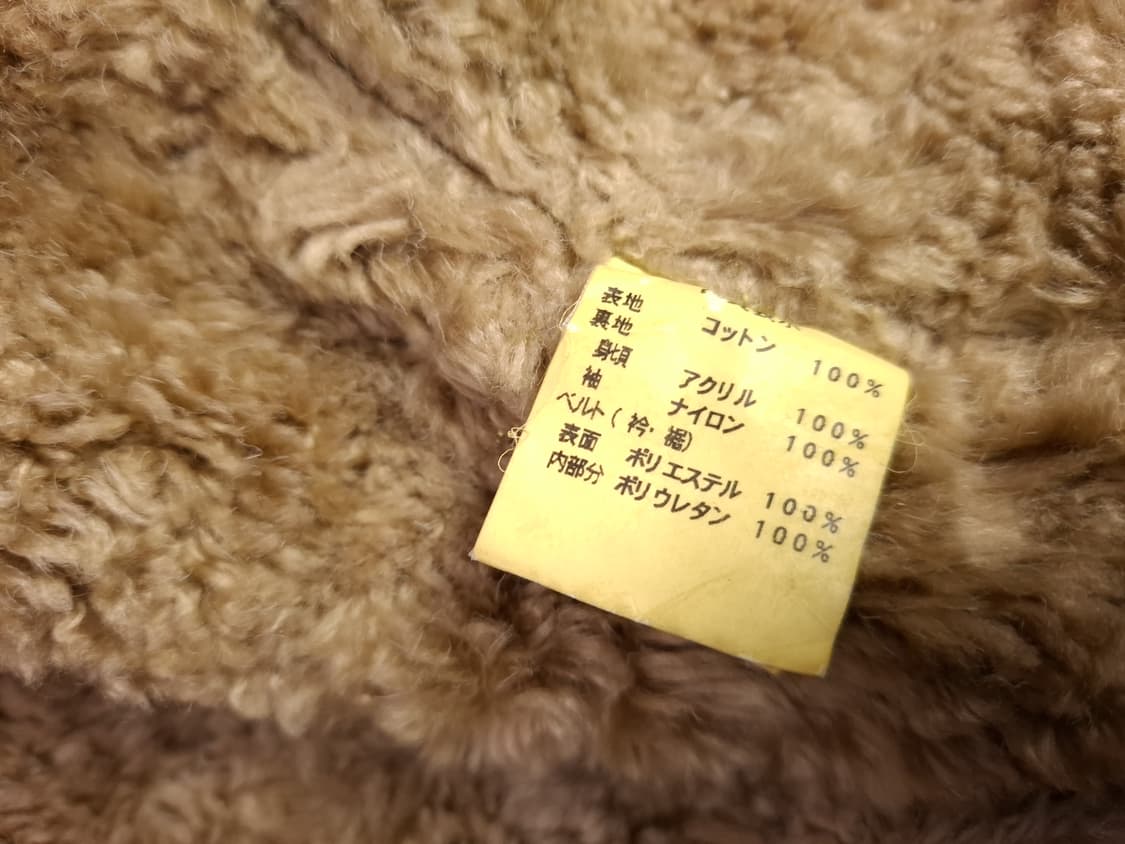 表地 コットン 100%
裏地
身頃 アクリル 100%
袖 ナイロン 100%
ベルト(衿・裾)
表面 ポリエステル 100%
内部分 ポリウレタン 100%